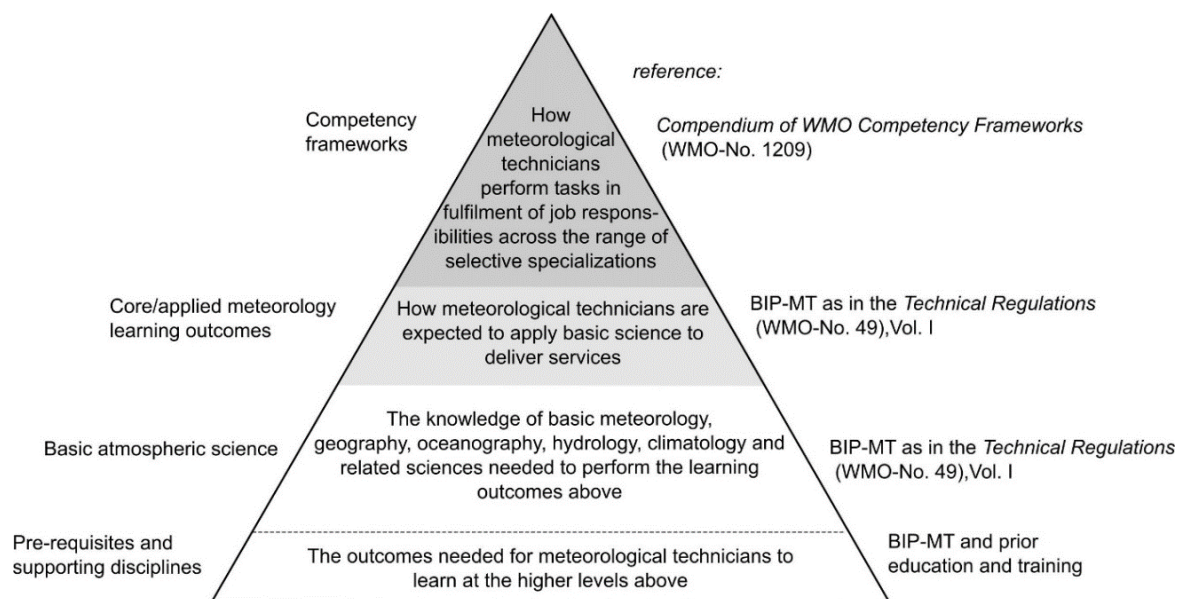 reference:
Competency
frameworks
How
meteorological
technicians
perform tasks in
fulfilment of job respons-
ibilities across the range of
selective specializations
Compendium of WMO Competency Frameworks
(WMO-No. 1209)
Core/applied meteorology
learning outcomes
How meteorological technicians are
expected to apply basic science to
deliver services
BIP-MT as in the Technical Regulations
(WMO-No. 49),Vol. I
Basic atmospheric science
The knowledge of basic meteorology,
geography, oceanography, hydrology, climatology and
related sciences needed to perform the learning
outcomes above
BIP-MT as in the Technical Regulations
(WMO-No. 49),Vol. I
Pre-requisites and
supporting disciplines
The outcomes needed for meteorological technicians to
learn at the higher levels above
BIP-MT and prior
education and training